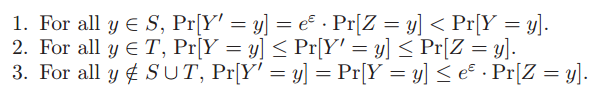 1. For all y ∈ S, Pr[Y′ = y] = e^ε · Pr[Z = y] < Pr[Y = y].
2. For all y ∈ T, Pr[Y = y] ≤ Pr[Y′ = y] ≤ Pr[Z = y].
3. For all y ∉ S ∪ T, Pr[Y′ = y] = Pr[Y = y] ≤ e^ε · Pr[Z = y].